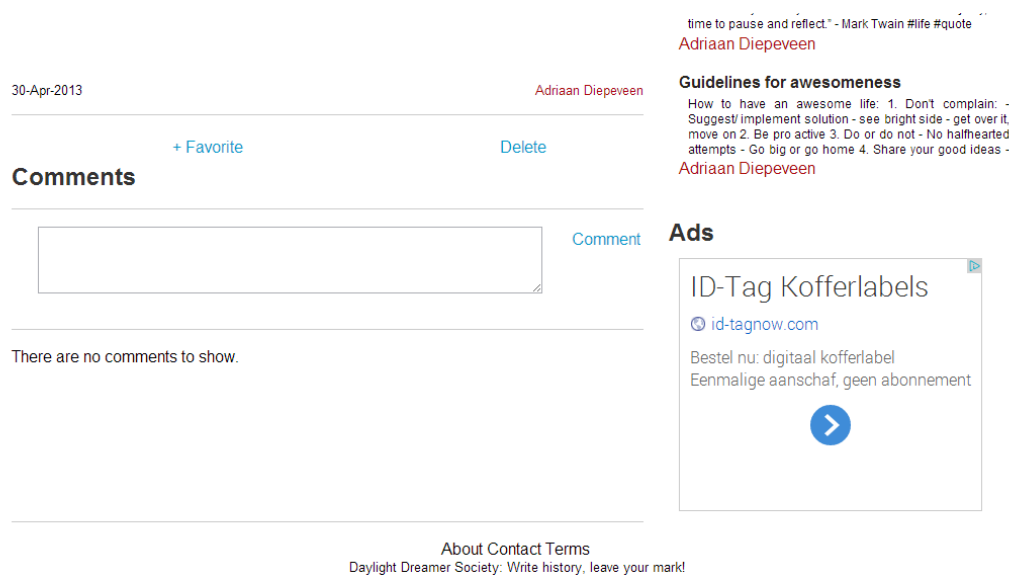 30-Apr-2013
Adriaan Diepeveen
+ Favorite
Delete
Comments
Comment
There are no comments to show.
time to pause and reflect." - Mark Twain #life #quote
Adriaan Diepeveen
Guidelines for awesomeness
How to have an awesome life: 1. Don't complain: -
Suggest/ implement solution - see bright side - get over it,
move on 2. Be pro active 3. Do or do not - No halfhearted
attempts - Go big or go home 4. Share your good ideas -
Adriaan Diepeveen
Ads
ID-Tag Kofferlabels
id-tagnow.com
Bestel nu: digitaal kofferlabel
Eenmalige aanschaf, geen abonnement
About Contact Terms
Daylight Dreamer Society: Write history, leave your mark!